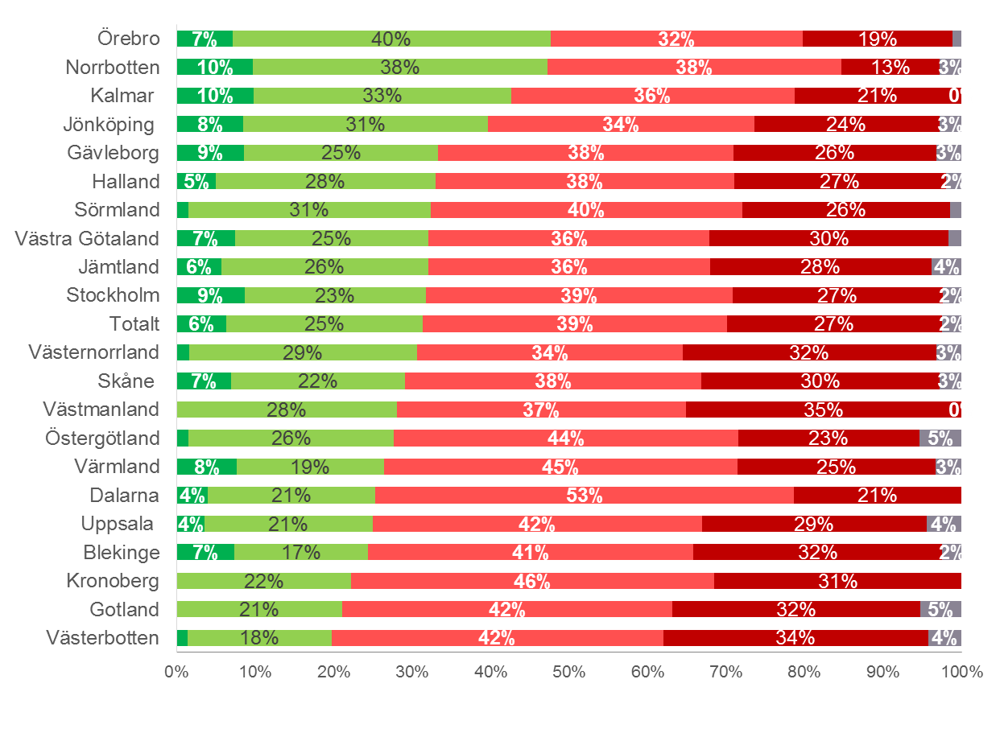 Örebro 7% 40% 32% 19%
Norrbotten 10% 38% 38% 13% 3%
Kalmar 10% 33% 36% 21% 0%
Jönköping 8% 31% 34% 24% 3%
Gävleborg 9% 25% 38% 26% 3%
Halland 5% 28% 38% 27% 2%
Sörmland 31% 40% 26%
Västra Götaland 7% 25% 36% 30%
Jämtland 6% 26% 36% 28% 4%
Stockholm 9% 23% 39% 27% 2%
Totalt 6% 25% 39% 27% 2%
Västernorrland 29% 34% 32% 3%
Skåne 7% 22% 38% 30% 3%
Västmanland 28% 37% 35% 0%
Östergötland 26% 44% 23% 5%
Värmland 8% 19% 45% 25% 3%
Dalarna 4% 21% 53% 21%
Uppsala 4% 21% 42% 29% 4%
Blekinge 7% 17% 41% 32% 2%
Kronoberg 22% 46% 31%
Gotland 21% 42% 32% 5%
Västerbotten 18% 42% 34% 4%
0% 10% 20% 30% 40% 50% 60% 70% 80% 90% 100%